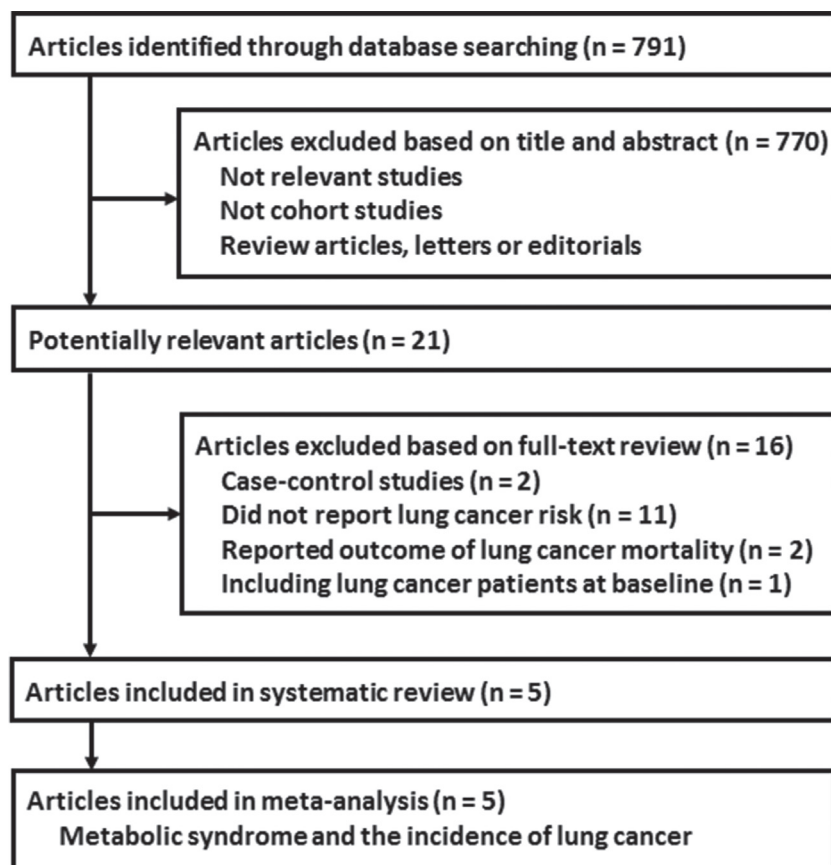 Articles identified through database searching (n = 791)
Articles excluded based on title and abstract (n = 770)
Not relevant studies
Not cohort studies
Review articles, letters or editorials
Potentially relevant articles (n = 21)
Articles excluded based on full-text review (n = 16)
Case-control studies (n = 2)
Did not report lung cancer risk (n = 11)
Reported outcome of lung cancer mortality (n = 2)
Including lung cancer patients at baseline (n = 1)
Articles included in systematic review (n = 5)
Articles included in meta-analysis (n = 5)
Metabolic syndrome and the incidence of lung cancer